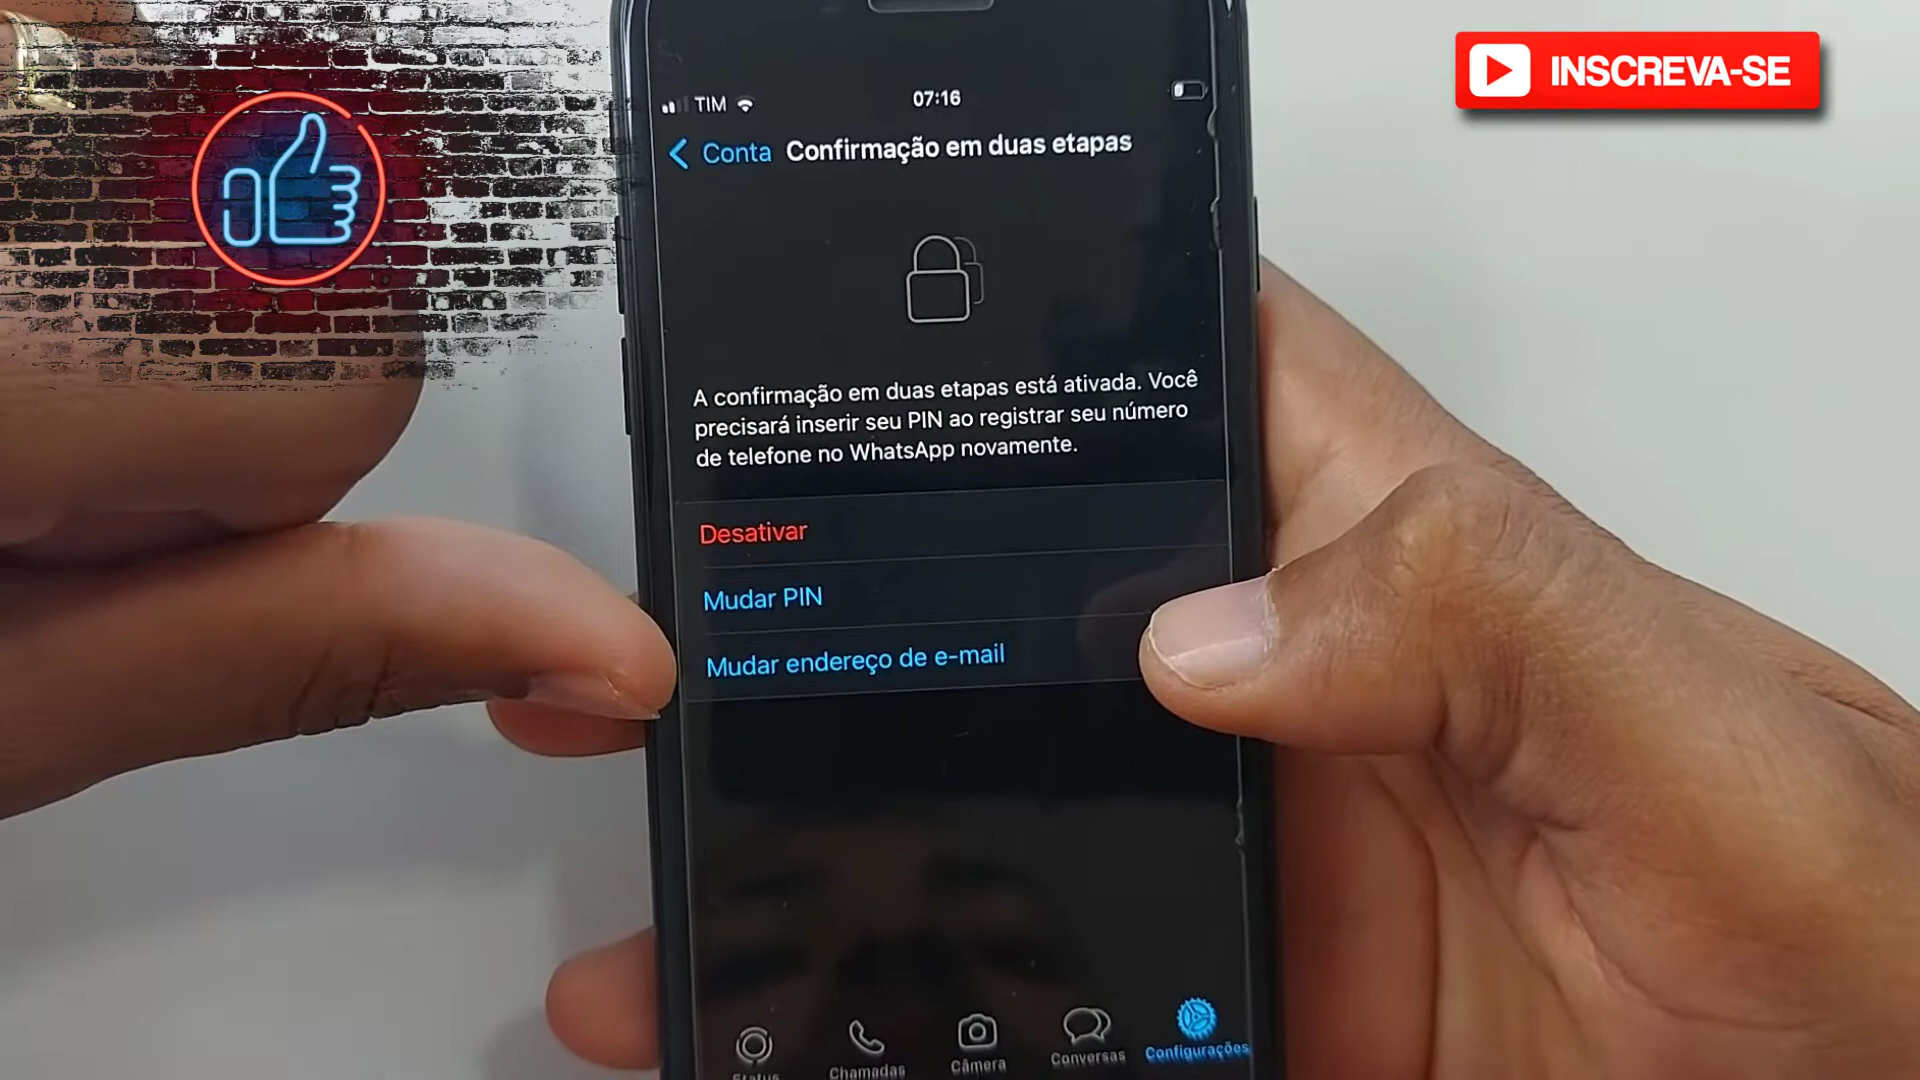 INSCREVA-SE
TIM
07:16
Conta
Confirmação em duas etapas
A confirmação em duas etapas está ativada. Você
precisará inserir seu PIN ao registrar seu número
de telefone no WhatsApp novamente.
Desativar
Mudar PIN
Mudar endereço de e-mail
Status
Chamadas
Câmera
Conversas
Configurações